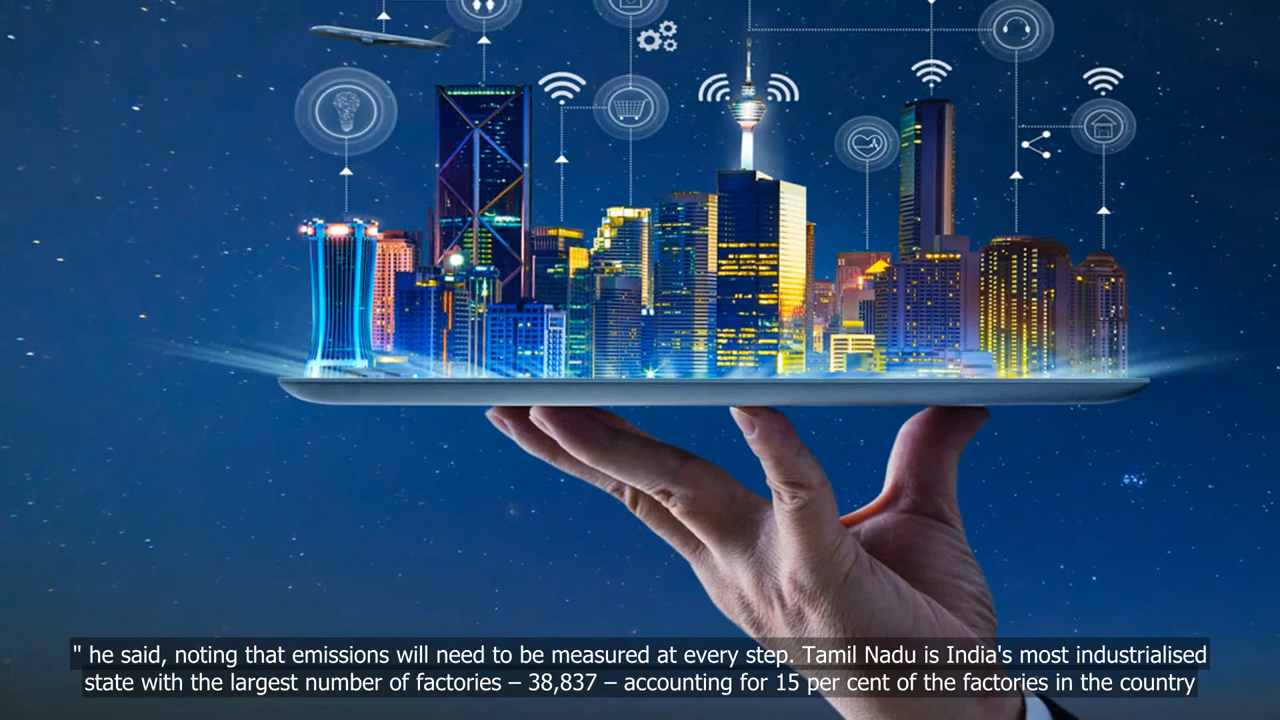 " he said, noting that emissions will need to be measured at every step. Tamil Nadu is India's most industrialised
state with the largest number of factories – 38,837 – accounting for 15 per cent of the factories in the country